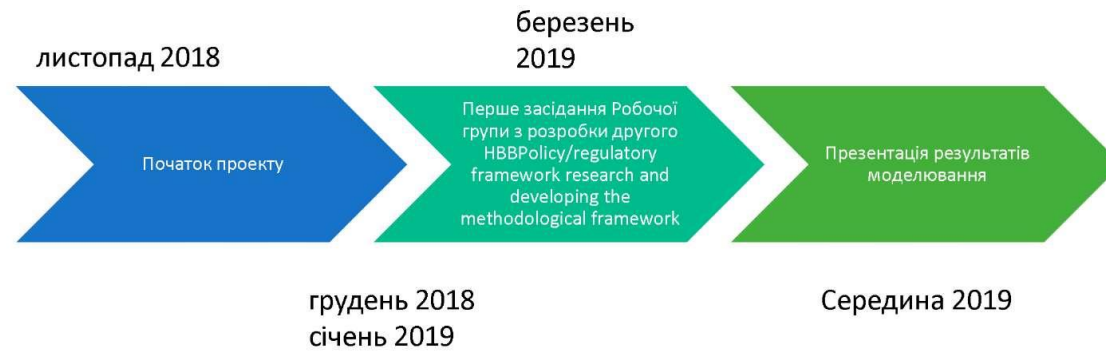 листопад 2018
березень
2019
Початок проекту
Перше засідання Робочої
групи з розробки другого
НВВPolicy/regulatory
framework research and
developing the
methodological framework
Презентація результатів
моделювання
грудень 2018
січень 2019
Середина 2019